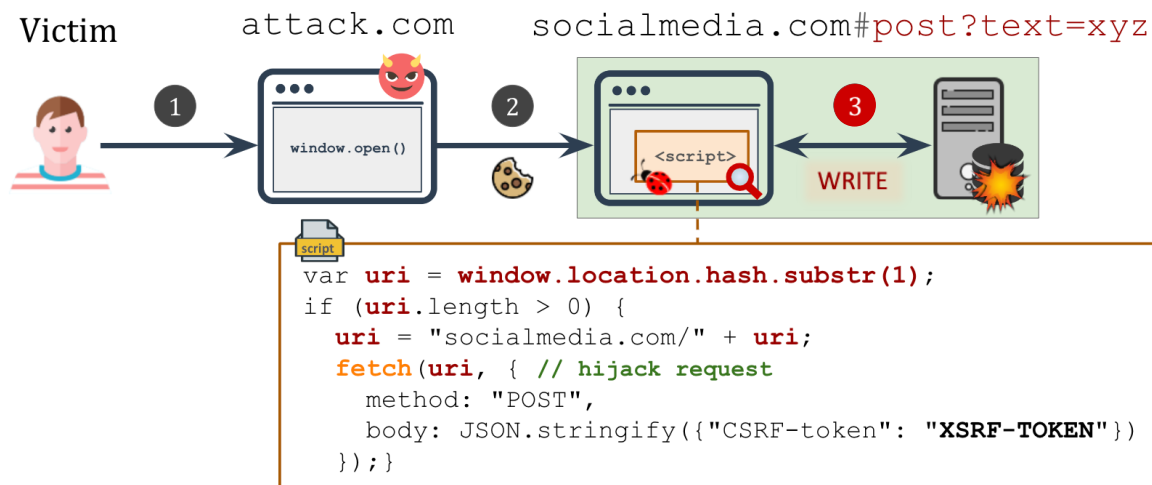 Victim
attack.com
socialmedia.com#post?text=xyz
1
2
3
window.open()
<script>
WRITE
script
var uri = window.location.hash.substr(1);
if (uri.length > 0) {
uri = "socialmedia.com/" + uri;
fetch(uri, { // hijack request
method: "POST",
body: JSON.stringify({"CSRF-token": "XSRF-TOKEN"})
});}